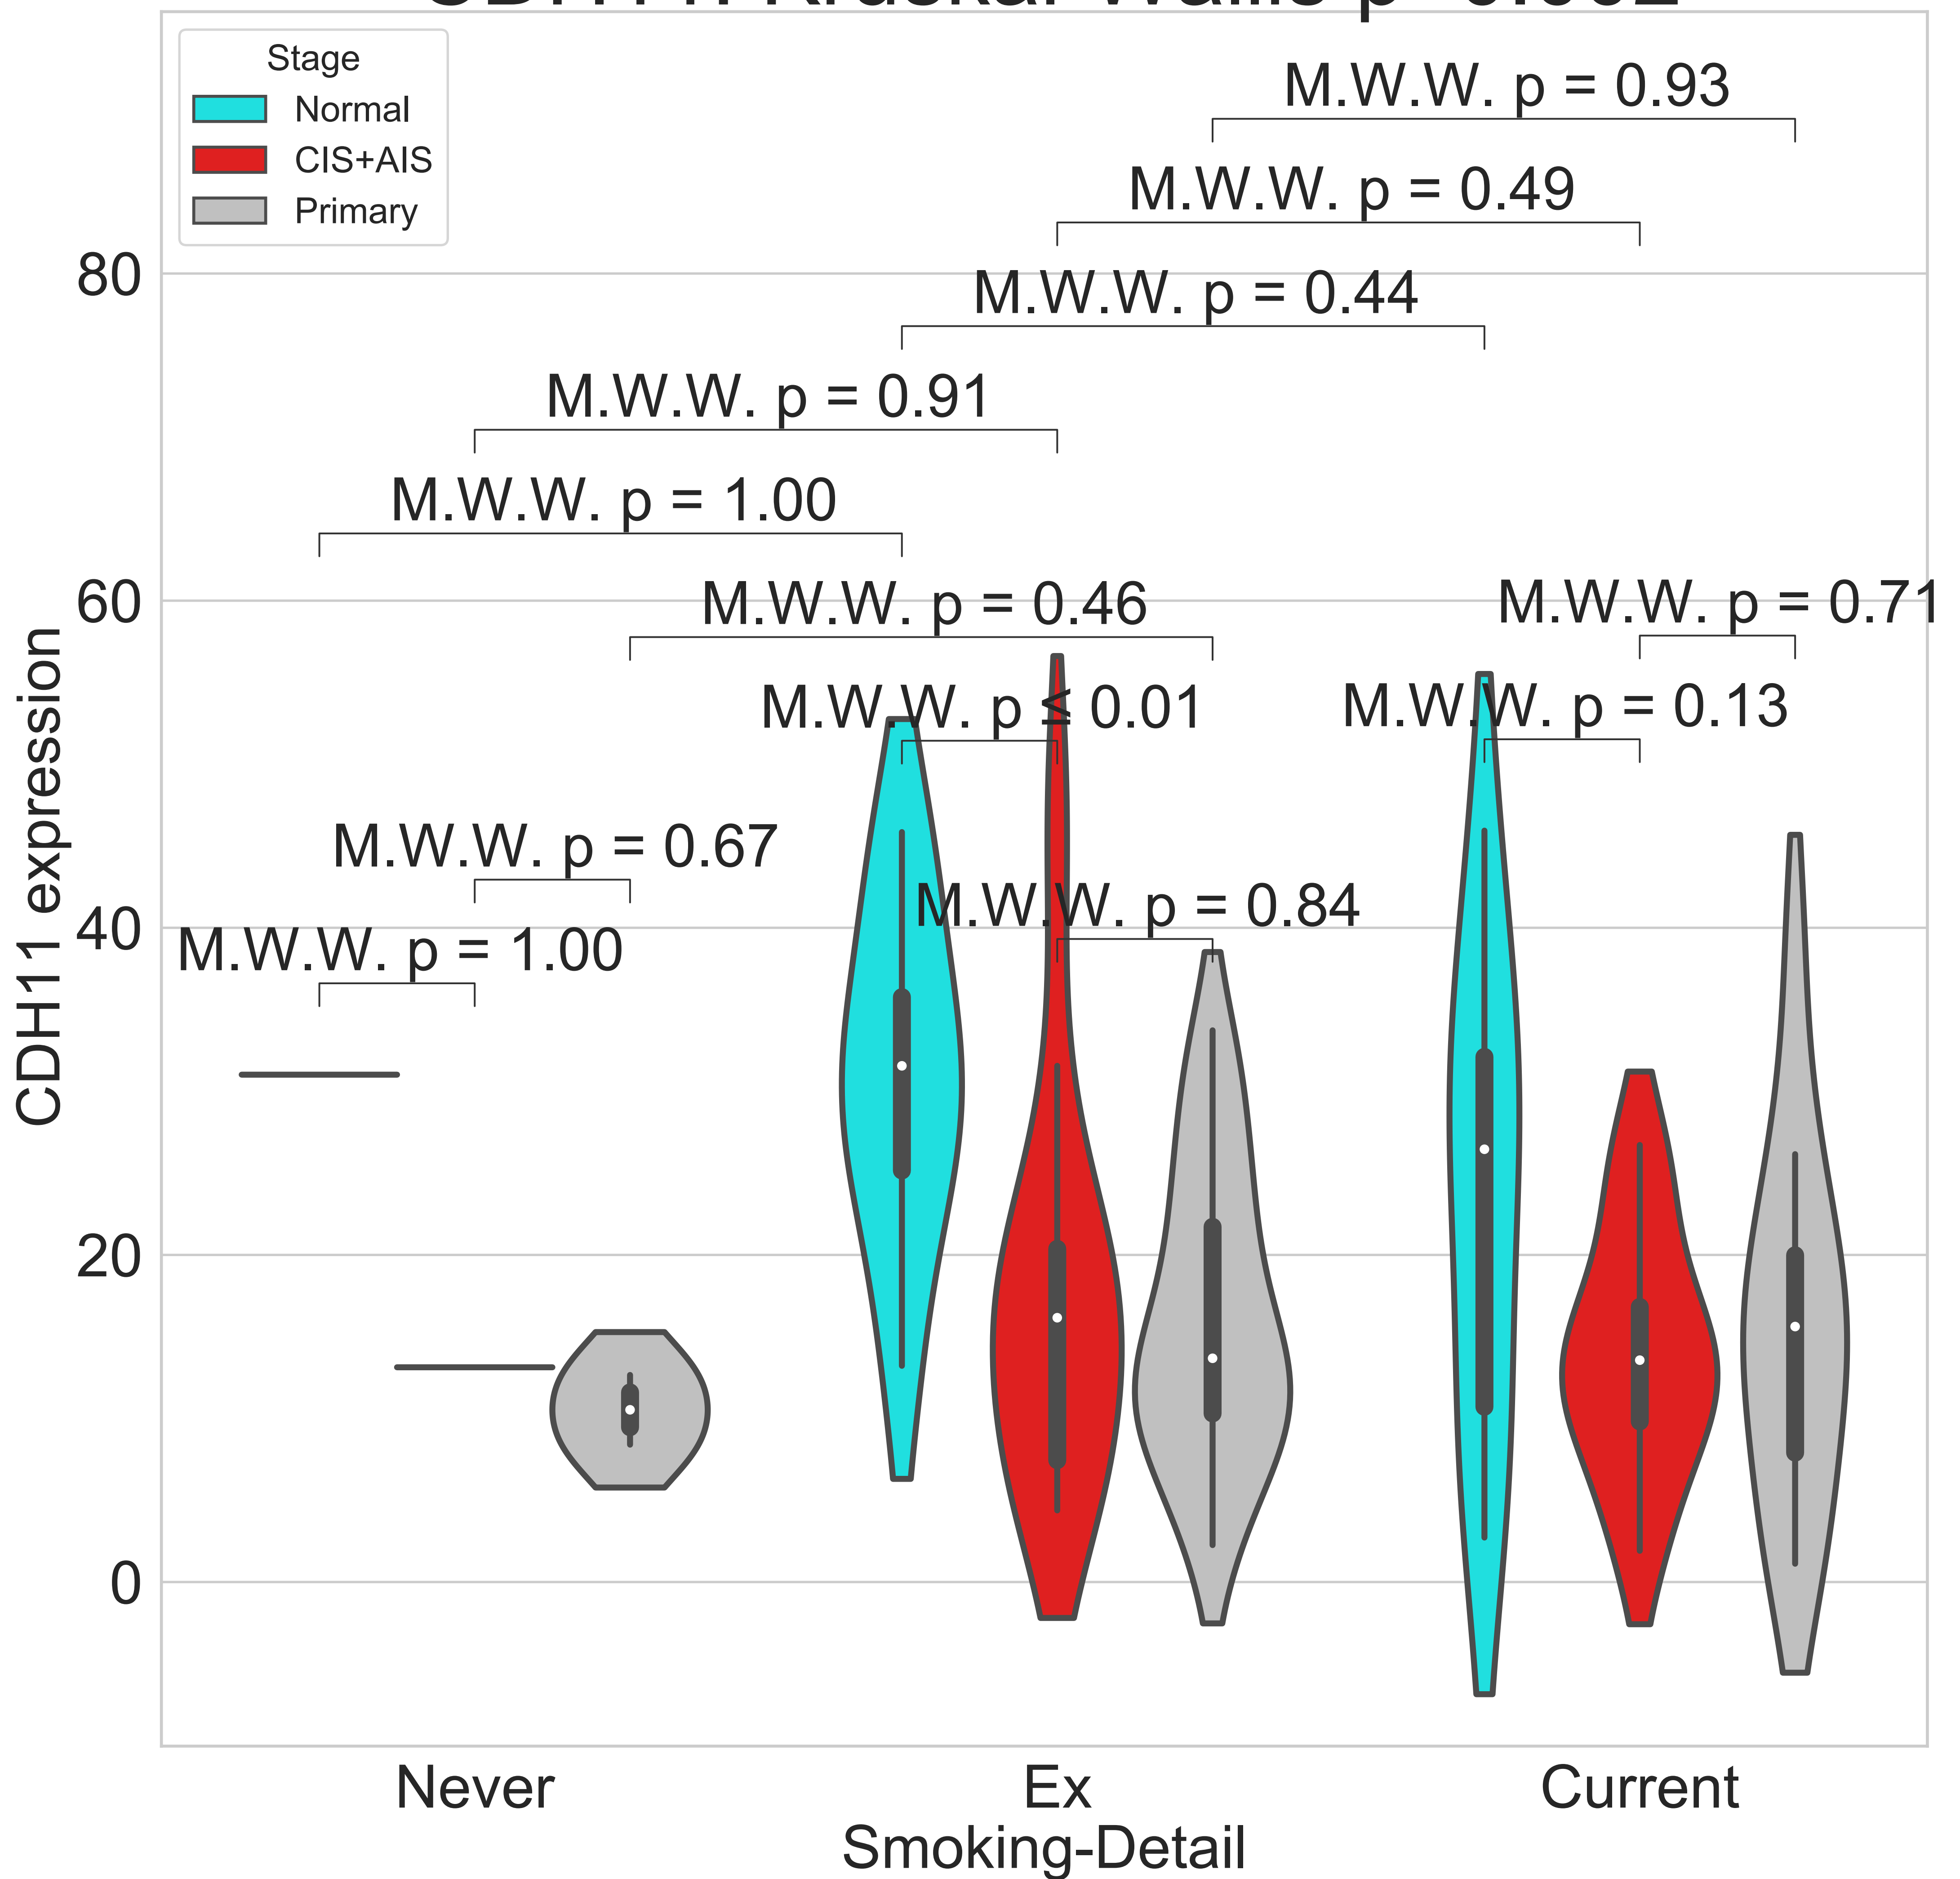 Stage
Normal
CIS+AIS
Primary
M.W.W. p = 0.93
M.W.W. p = 0.49
M.W.W. p = 0.44
M.W.W. p = 0.91
M.W.W. p = 1.00
M.W.W. p = 0.46
M.W.W. p = 0.71
M.W.W. p ≤ 0.01
M.W.W. p = 0.13
M.W.W. p = 0.67
M.W.W. p = 0.84
M.W.W. p = 1.00
80
60
40
20
0
CDH11 expression
Never
Ex
Current
Smoking-Detail